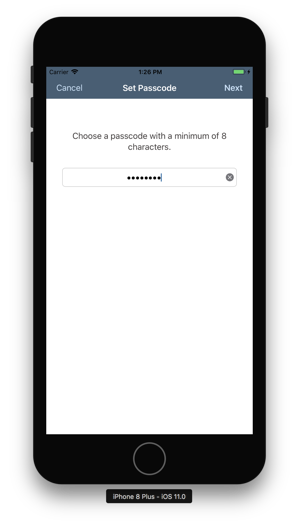 Carrier 1:26 PM
Cancel Set Passcode Next
Choose a passcode with a minimum of 8
characters.
••••••••
iPhone 8 Plus - iOS 11.0